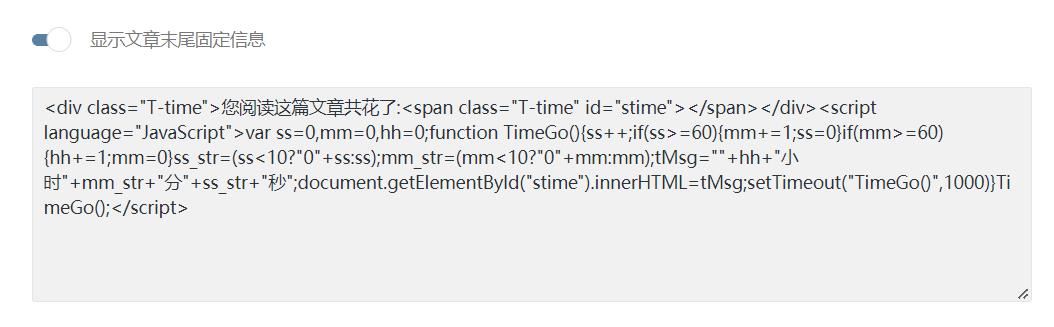 显示文章末尾固定信息
<div class="T-time">您阅读这篇文章共花了:<span class="T-time" id="stime"></span></div><script
language="JavaScript">var ss=0,mm=0,hh=0;function TimeGo(){ss++;if(ss>=60){mm+=1;ss=0}if(mm>=60)
{hh+=1;mm=0}ss_str=(ss<10?"0"+ss:ss);mm_str=(mm<10?"0"+mm:mm);tMsg=""+hh+"小
时"+mm_str+"分"+ss_str+"秒";document.getElementById("stime").innerHTML=tMsg;setTimeout("TimeGo()",1000)}Ti
meGo();</script>